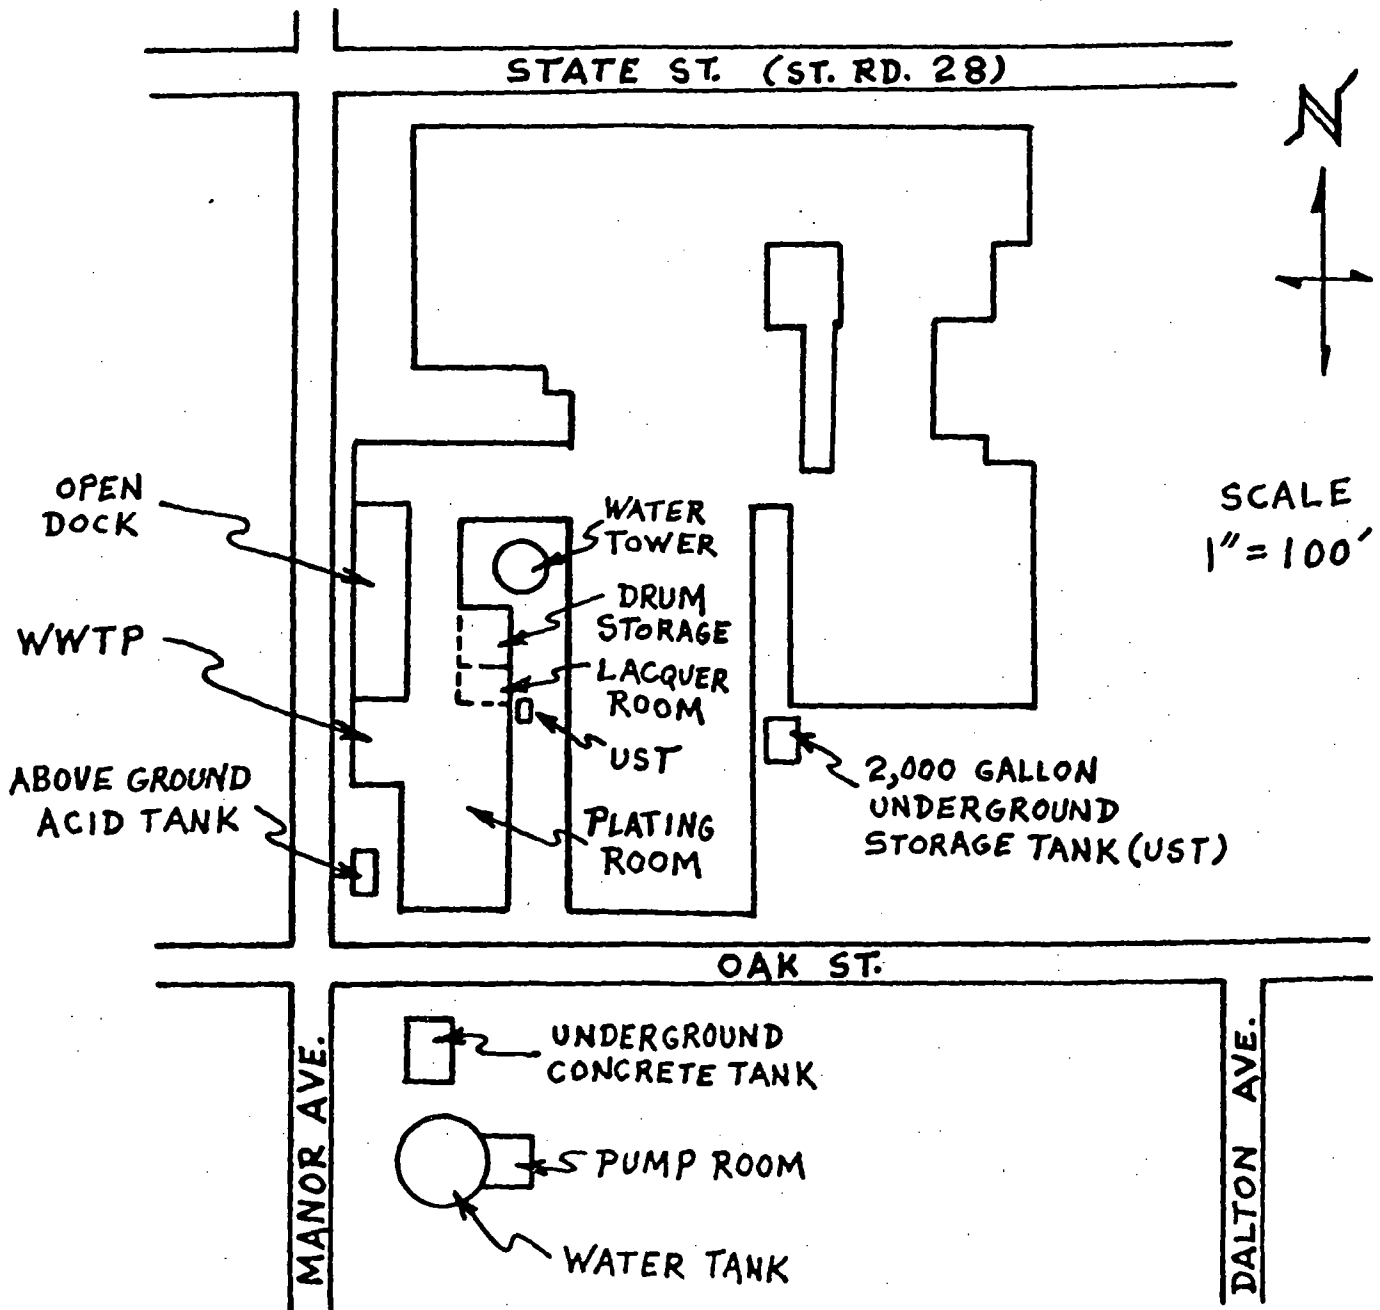 STATE ST. (ST. RD. 28)
N
OPEN
DOCK
WATER
TOWER
SCALE
1"=100'
DRUM
STORAGE
WWTP
LACQUER
ROOM
UST
ABOVE GROUND
ACID TANK
2,000 GALLON
UNDERGROUND
STORAGE TANK (UST)
PLATING
ROOM
OAK ST.
UNDERGROUND
CONCRETE TANK
MANOR AVE.
DALTON AVE.
PUMP ROOM
WATER TANK